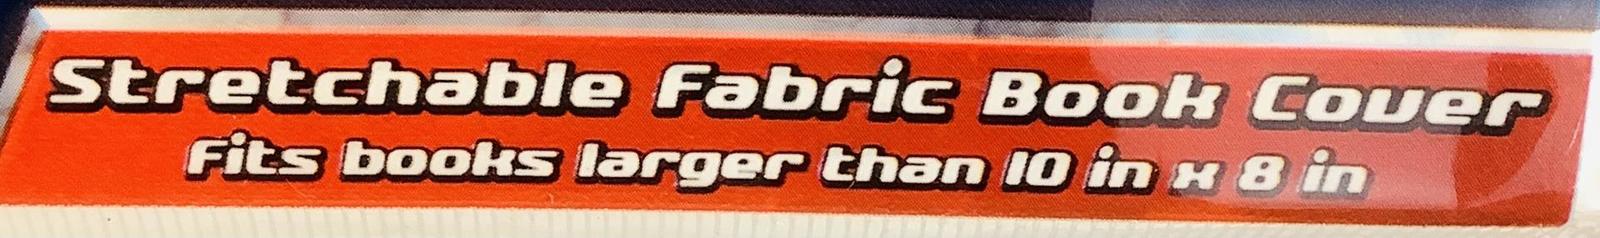 Stretchable Fabric Book Cover
Fits books larger than 10 in x 8 in